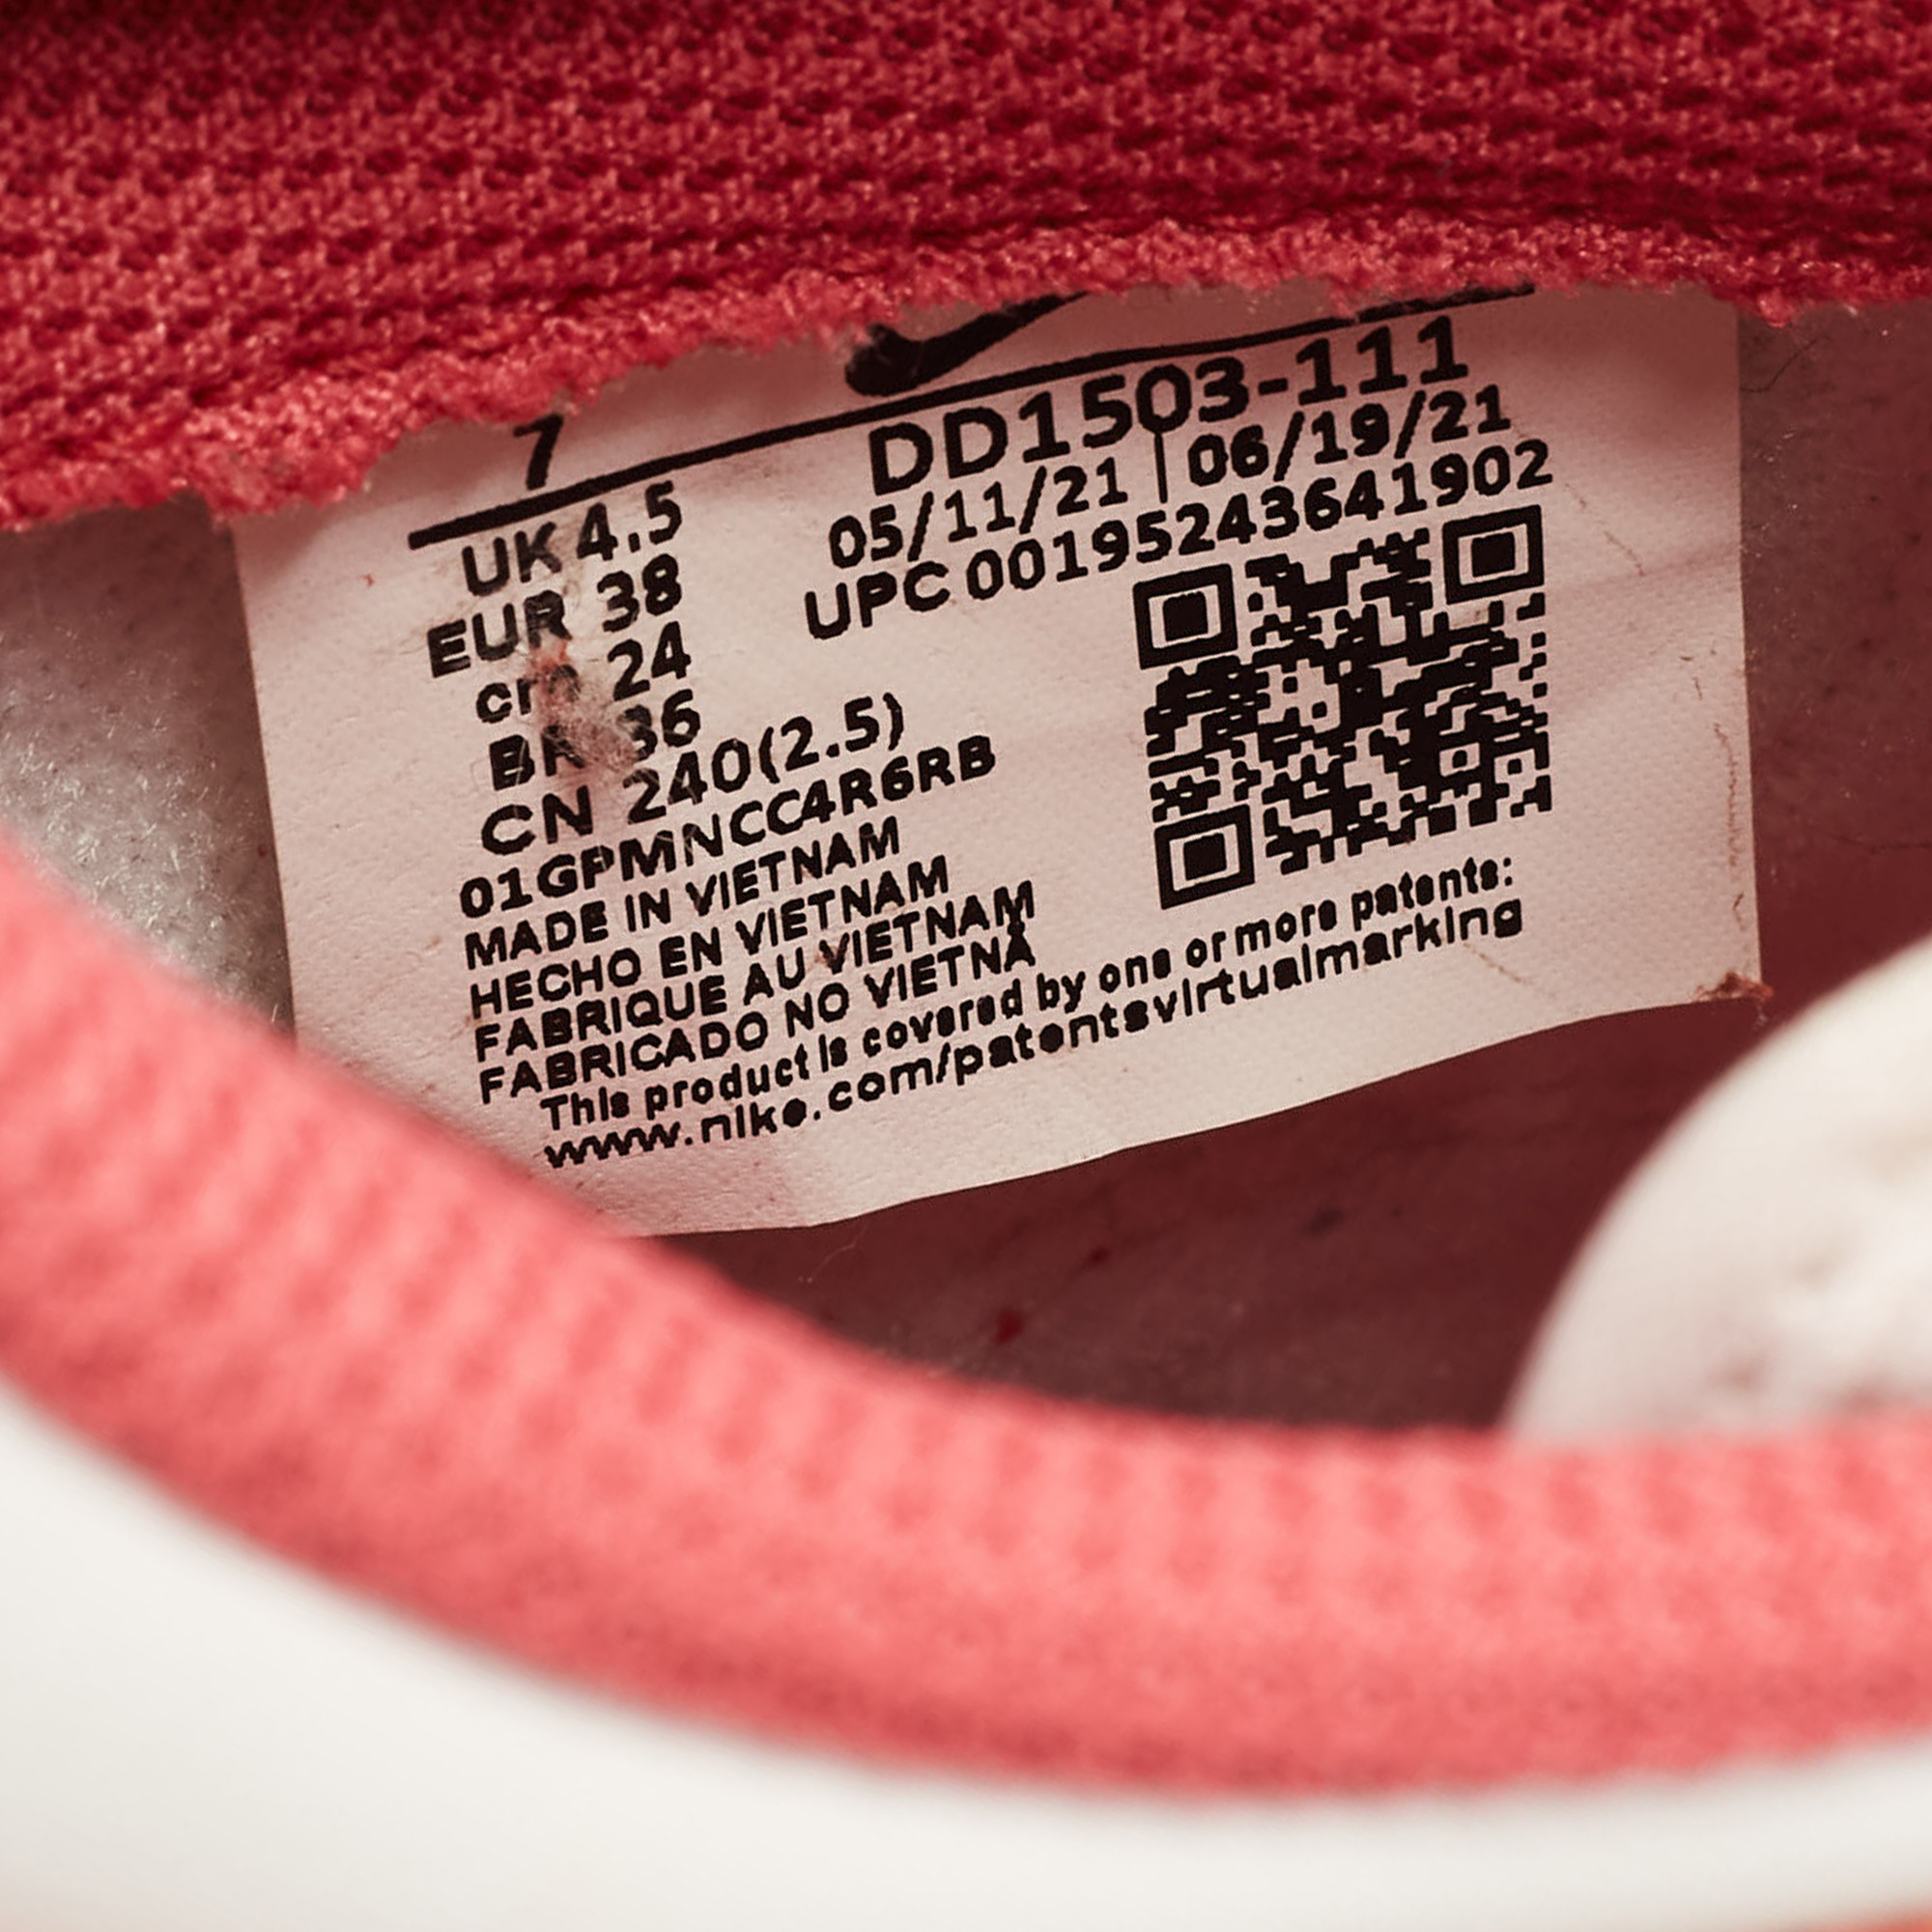 7
DD1503-111
UK 4.5
05/11/21 | 06/19/21
EUR 38
UPC 00195243641902
cm 24
BR 36
CN 240(2.5)
01GPMNCC4R6RB
MADE IN VIETNAM
HECHO EN VIETNAM
FABRIQUE AU VIETNAM
FABRICADO NO VIETNÃ
This product is covered by one or more patents:
www.nike.com/patentsvirtualmarking